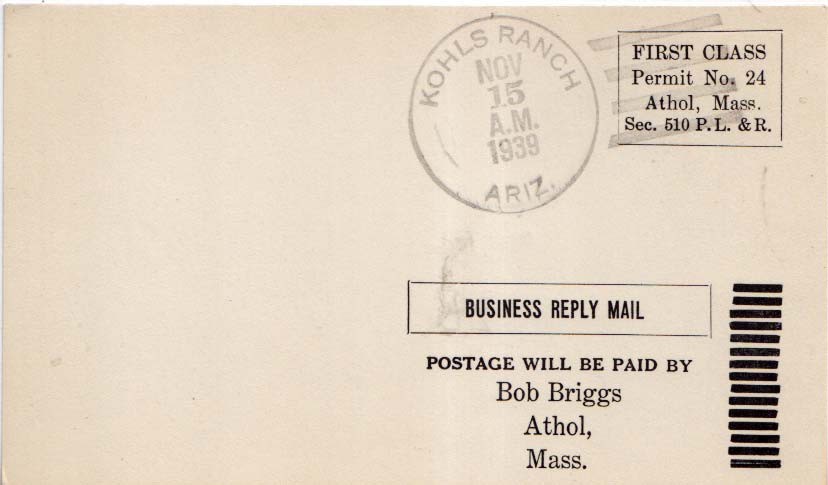 KOHLS RANCH
NOV
15
A.M.
1939
ARIZ.
FIRST CLASS
Permit No. 24
Athol, Mass.
Sec. 510 P. L. & R.
BUSINESS REPLY MAIL
POSTAGE WILL BE PAID BY
Bob Briggs
Athol,
Mass.